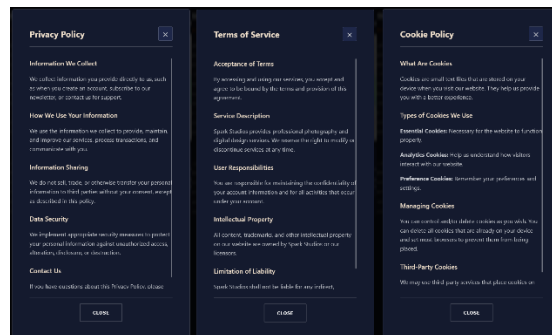 Privacy Policy
×
Information We Collect
We collect information you provide directly to us, such
as when you create an account, subscribe to our
newsletter, or contact us for support.
How We Use Your Information
We use the information we collect to provide, maintain,
and improve our services, process transactions, and
communicate with you.
Information Sharing
We do not sell, trade, or otherwise transfer your personal
information to third parties without your consent, except
as described in this policy.
Data Security
We implement appropriate security measures to protect
your personal information against unauthorized access,
alteration, disclosure, or destruction.
Contact Us
If you have questions about this Privacy Policy, please
CLOSE
Terms of Service
×
Acceptance of Terms
By accessing and using our services, you accept and
agree to be bound by the terms and provision of this
agreement.
Service Description
Spark Studios provides professional photography and
digital design services. We reserve the right to modify or
discontinue services at any time.
User Responsibilities
You are responsible for maintaining the confidentiality of
your account information and for all activities that occur
under your account.
Intellectual Property
All content, trademarks, and other intellectual property
on our website are owned by Spark Studios or our
licensors.
Limitation of Liability
Spark Studios shall not be liable for any indirect,
CLOSE
Cookie Policy
×
What Are Cookies
Cookies are small text files that are stored on your
device when you visit our website. They help us provide
you with a better experience.
Types of Cookies We Use
Essential Cookies: Necessary for the website to function
properly.
Analytics Cookies: Help us understand how visitors
interact with our website.
Preference Cookies: Remember your preferences and
settings.
Managing Cookies
You can control and/or delete cookies as you wish. You
can delete all cookies that are already on your device
and set most browsers to prevent them from being
placed.
Third-Party Cookies
We may use third party services that place cookies on
CLOSE